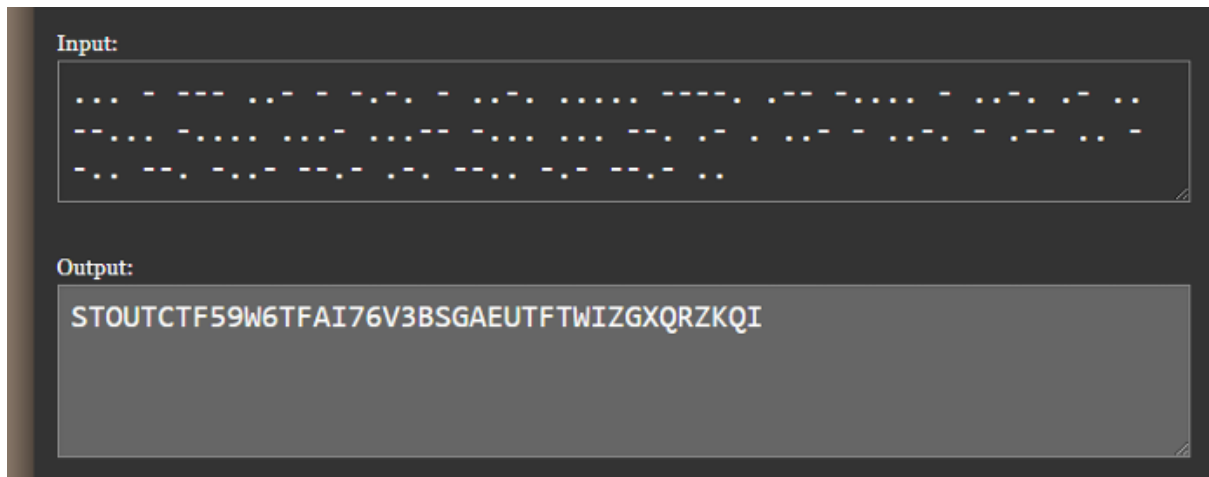 Input:
... - --- ..- - -.-. - ..-. ..... ----. .-- -.... - ..-. .- ..
--... -.... ...- ...-- -... ... --. .- . ..- - ..-. - .-- .. -
-.. --. -..- --.- .-. --.. -.- --.- ..
Output:
STOUTCTF59W6TFAI76V3BSGAEUTFTWIZGXQRZKQI